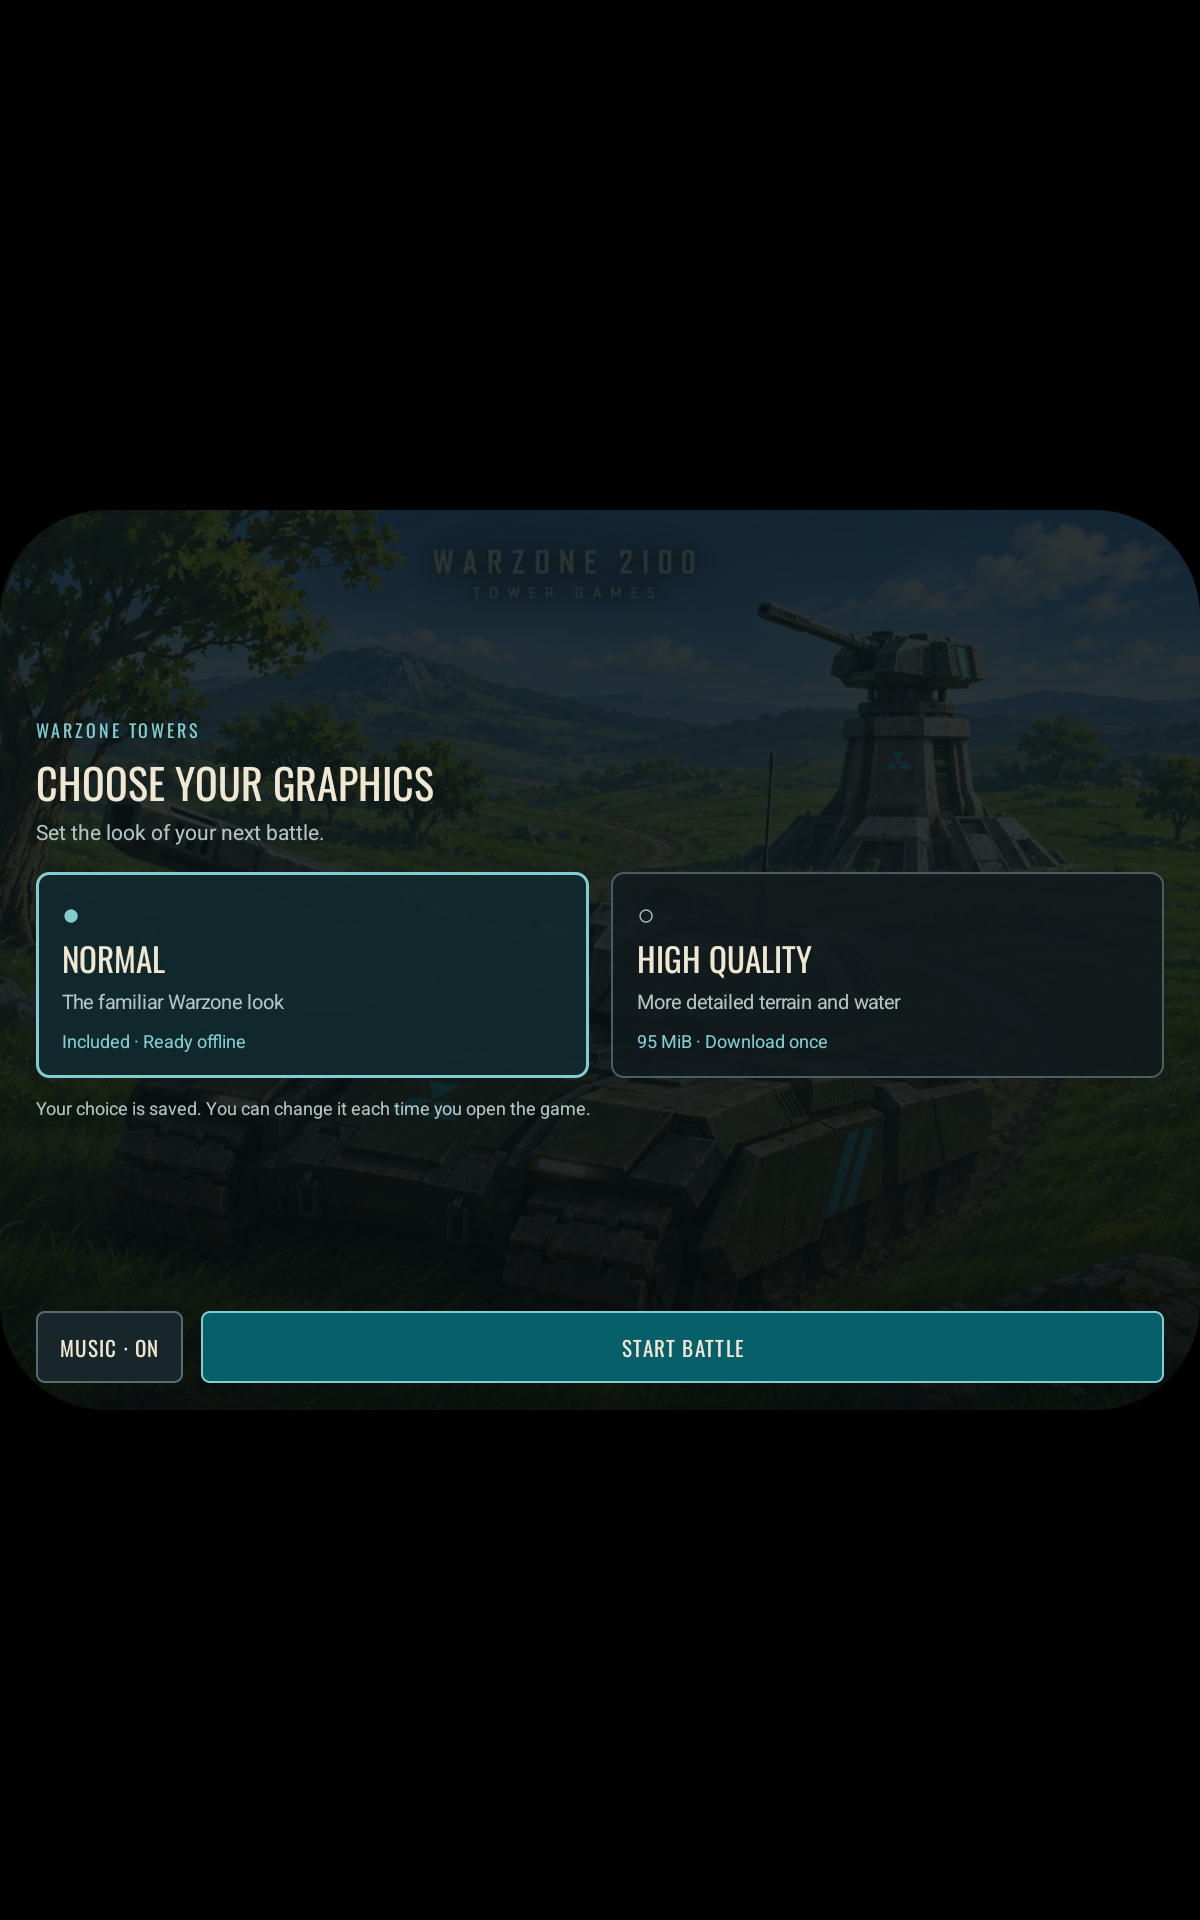 WARZONE 2100
TOWER GAMES
WARZONE TOWERS
CHOOSE YOUR GRAPHICS
Set the look of your next battle.
NORMAL
The familiar Warzone look
Included · Ready offline
HIGH QUALITY
More detailed terrain and water
95 MiB · Download once
Your choice is saved. You can change it each time you open the game.
MUSIC · ON
START BATTLE